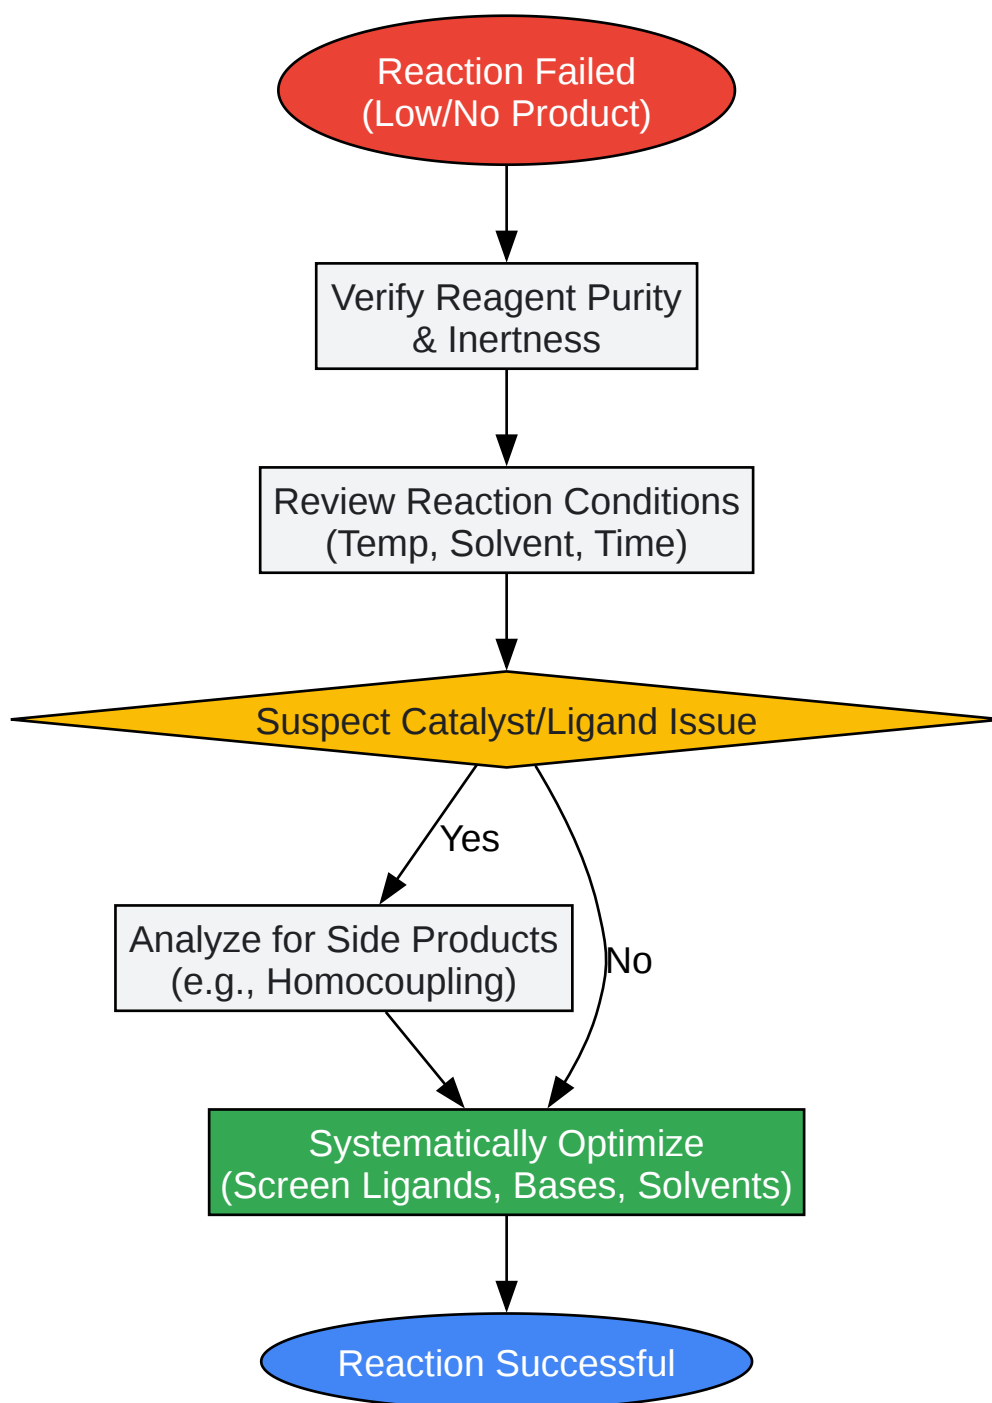 Reaction Failed
(Low/No Product)
Verify Reagent Purity
& Inertness
Review Reaction Conditions
(Temp, Solvent, Time)
Suspect Catalyst/Ligand Issue
Yes
Analyze for Side Products
(e.g., Homocoupling)
No
Systematically Optimize
(Screen Ligands, Bases, Solvents)
Reaction Successful